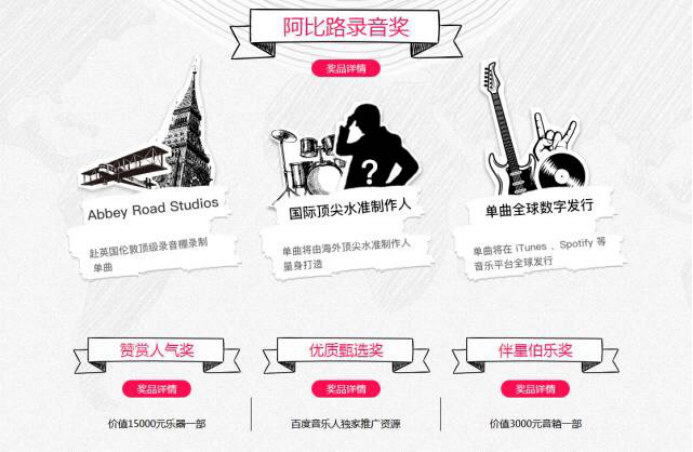 阿比路录音奖
奖品详情
?
Abbey Road Studios
赴英国伦敦顶级录音棚录制
单曲
国际顶尖水准制作人
单曲将由海外顶尖水准制作人
量身打造
单曲全球数字发行
单曲将在 iTunes 、Spotify 等
音乐平台全球发行
赞赏人气奖
奖品详情
价值15000元乐器一部
优质甄选奖
奖品详情
百度音乐人独家推广资源
伴星伯乐奖
奖品详情
价值3000元音箱一部